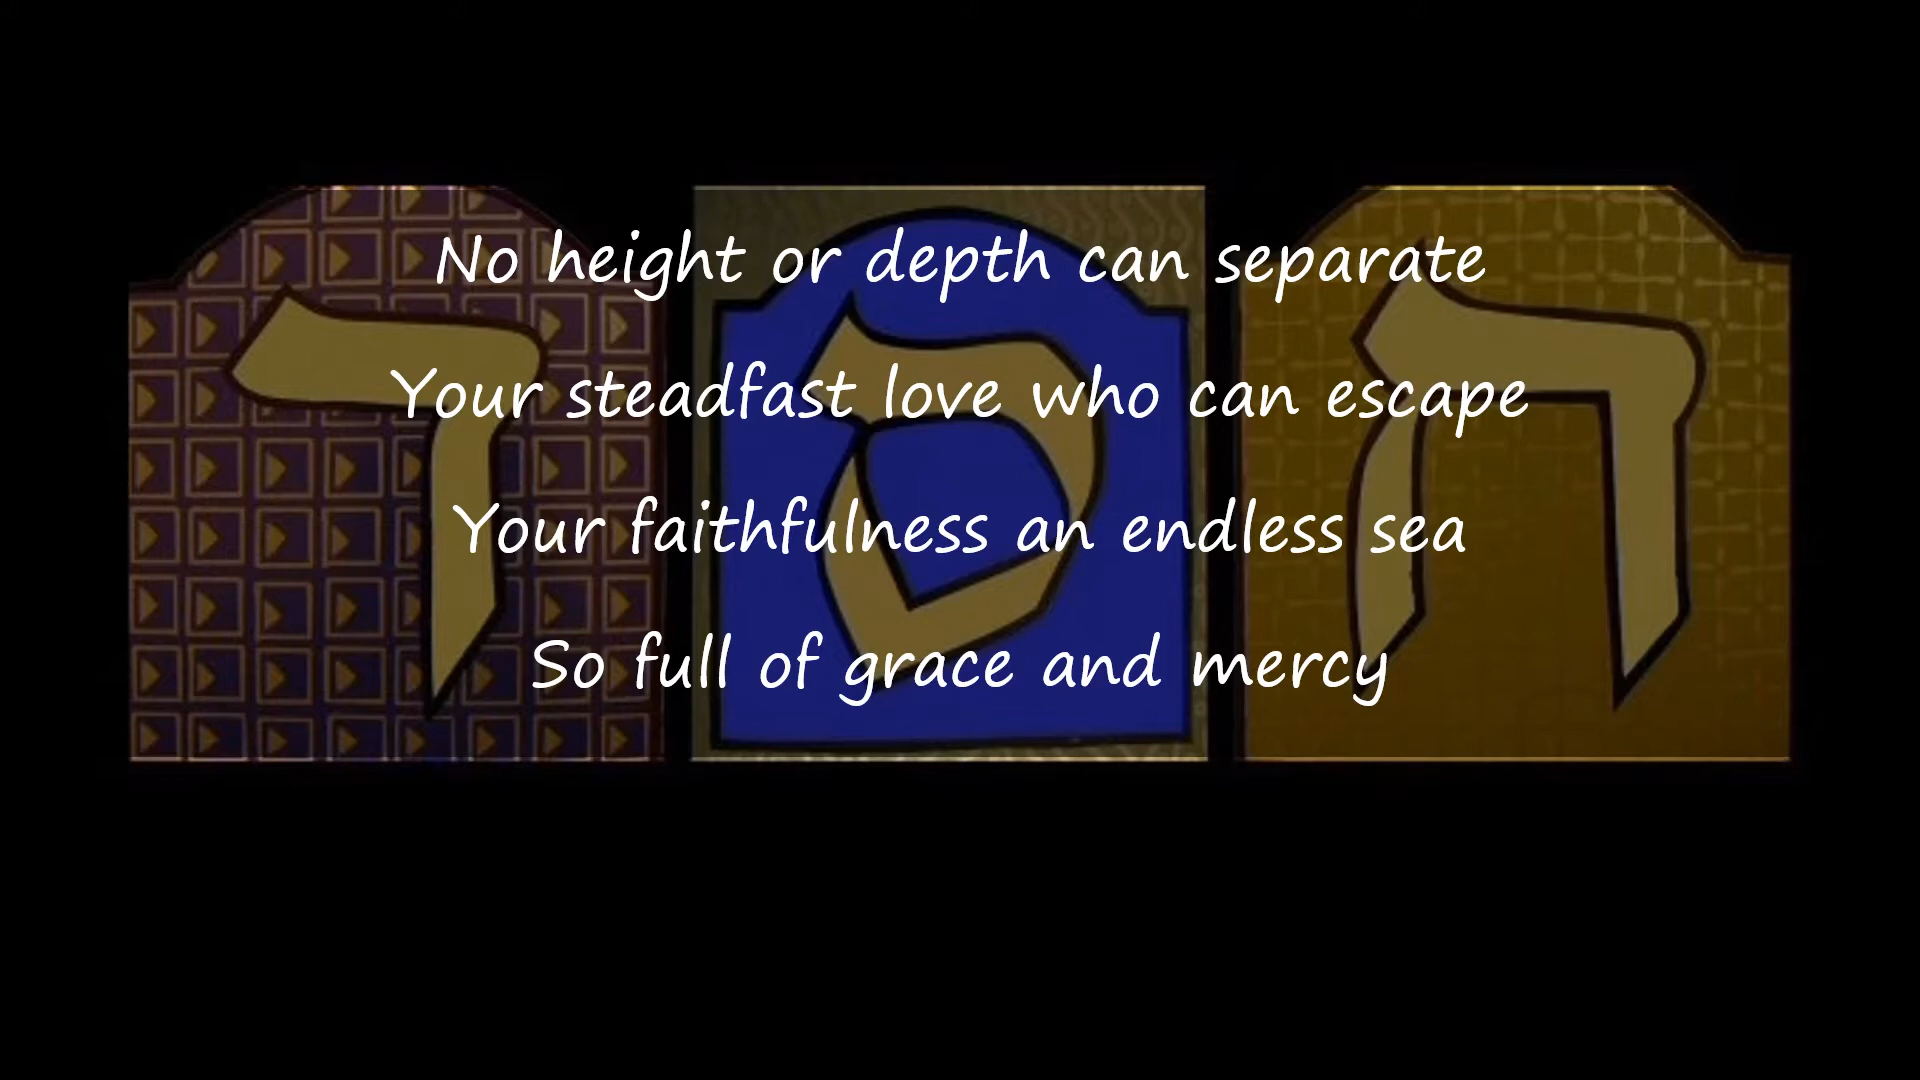 חסד
No height or depth can separate
Your steadfast love who can escape
Your faithfulness an endless sea
So full of grace and mercy